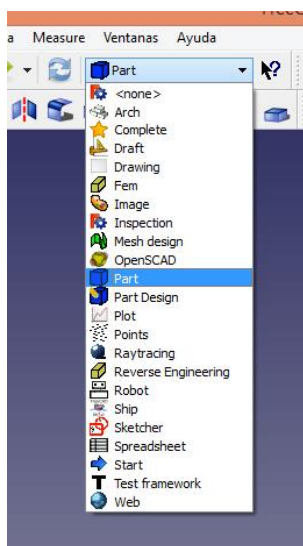 a Measure Ventanas Ayuda
Part
<none>
Arch
Complete
Draft
Drawing
Fem
Image
Inspection
Mesh design
OpenSCAD
Part
Part Design
Plot
Points
Raytracing
Reverse Engineering
Robot
Ship
Sketcher
Spreadsheet
Start
Test framework
Web